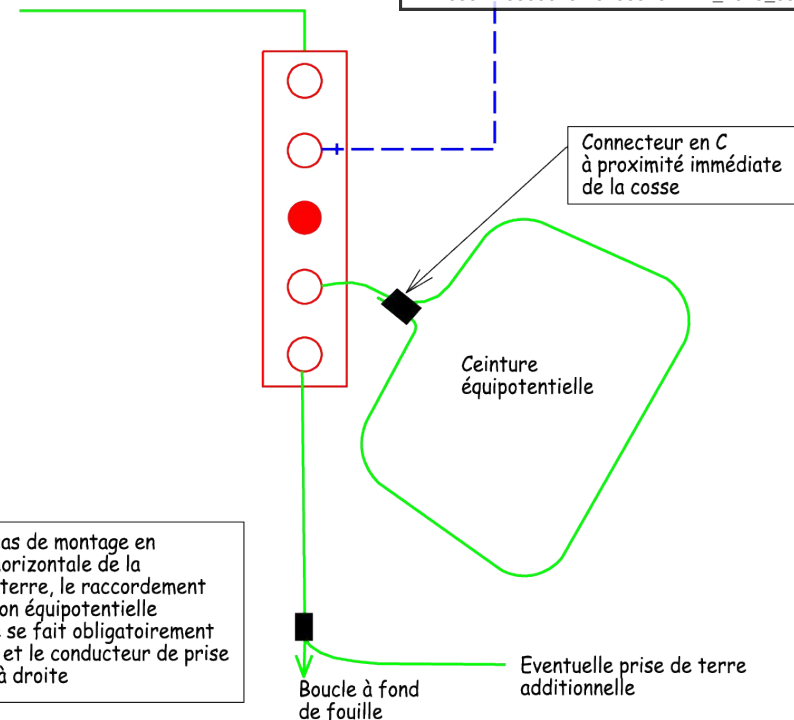 Connecteur en C
à proximité immédiate
de la cosse
Ceinture
équipotentielle
as de montage en
orizontale de la
terre, le raccordement
on équipotentielle
se fait obligatoirement
et le conducteur de prise
à droite
Eventuelle prise de terre
additionnelle
Boucle à fond
de fouille